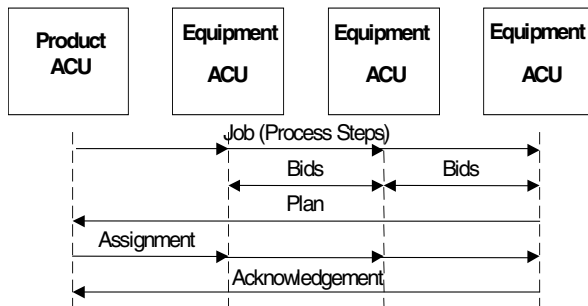 Product
ACU
Equipment
ACU
Equipment
ACU
Equipment
ACU
Job (Process Steps)
Bids
Bids
Plan
Assignment
Acknowledgement